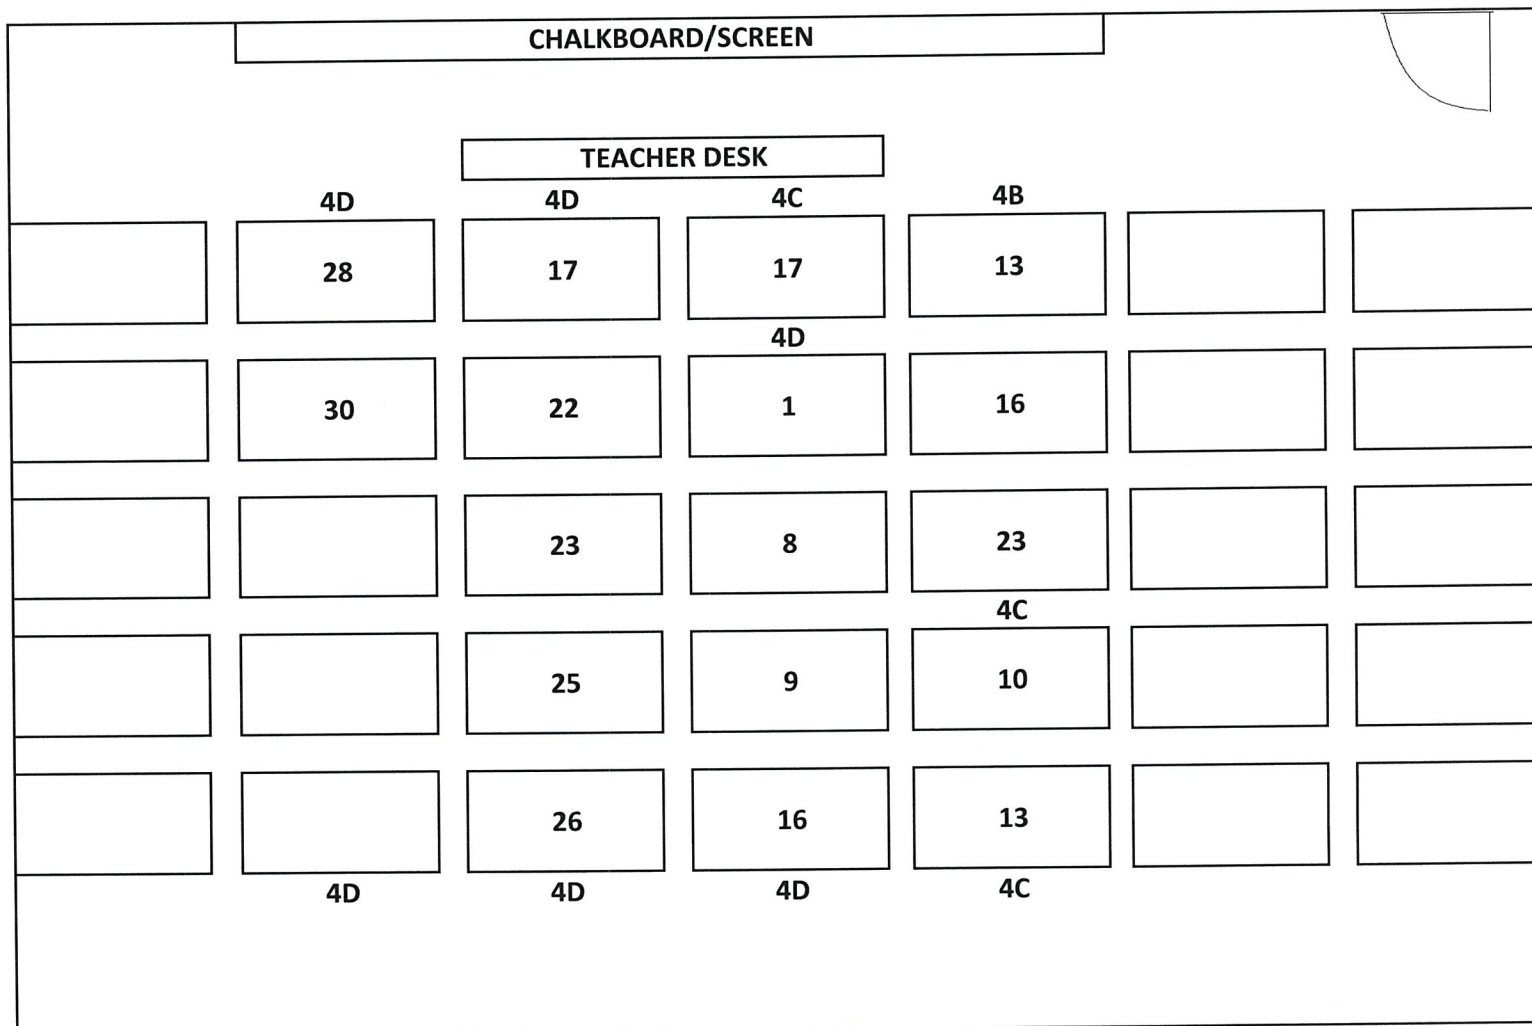 CHALKBOARD/SCREEN
TEACHER DESK
4D 4D 4C 4B
28 17 17 13
4D
30 22 1 16
23 8 23
4C
25 9 10
26 16 13
4D 4D 4D 4C